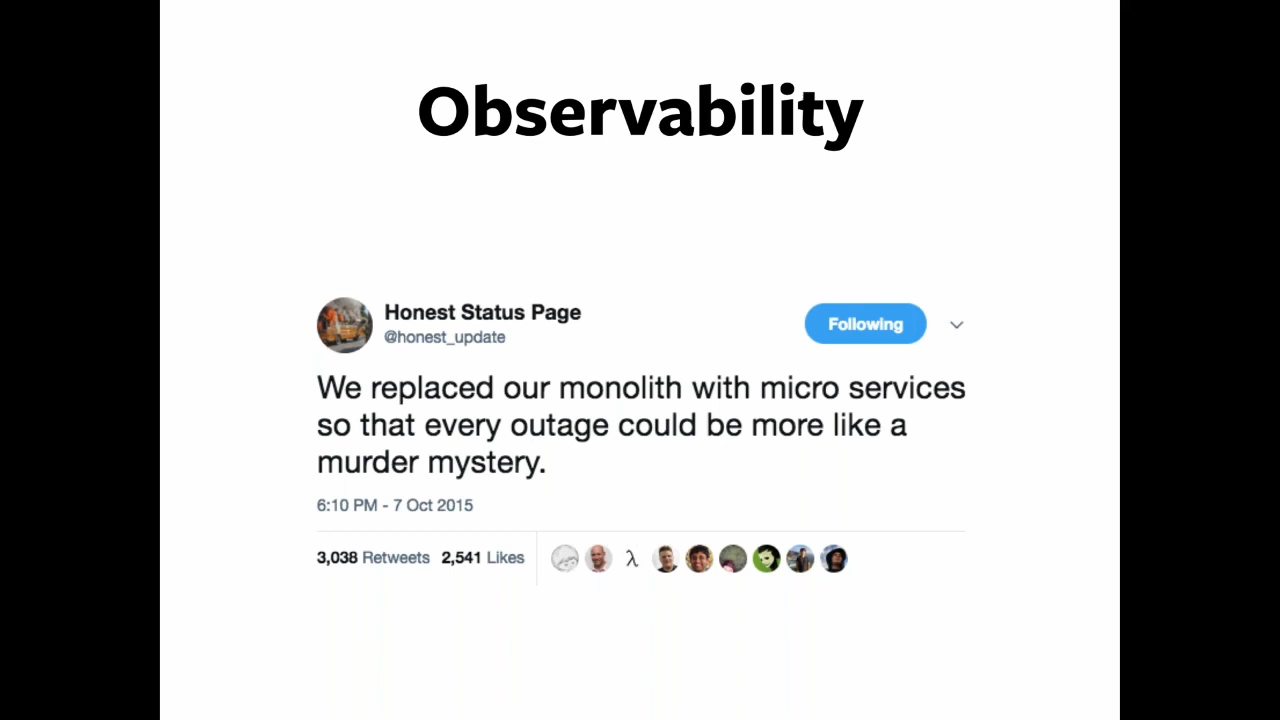 Observability
Honest Status Page
@honest_update
Following
We replaced our monolith with micro services
so that every outage could be more like a
murder mystery.
6:10 PM - 7 Oct 2015
3,038 Retweets 2,541 Likes
λ